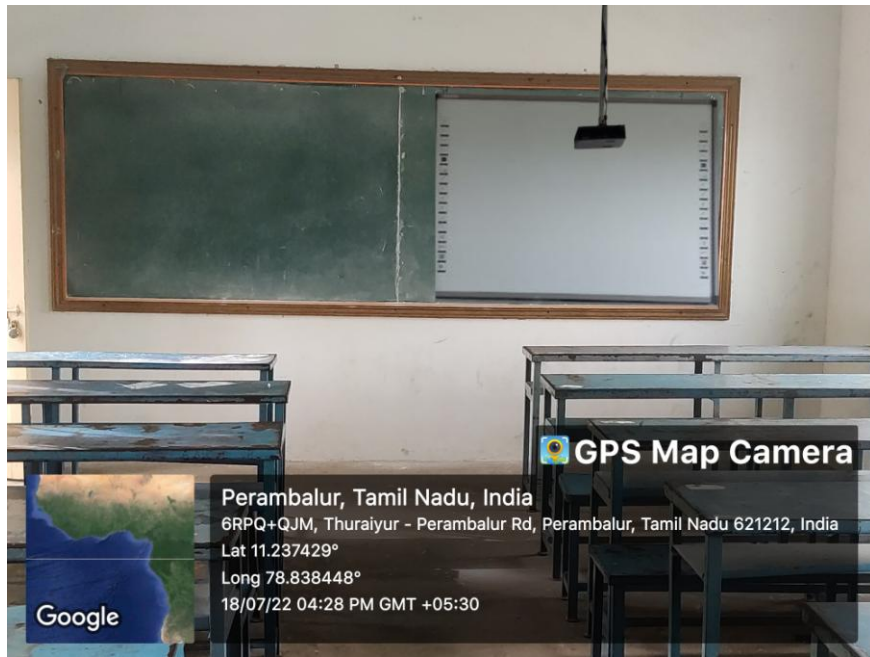 GPS Map Camera
Perambalur, Tamil Nadu, India
6RPQ+QJM, Thuraiyur - Perambalur Rd, Perambalur, Tamil Nadu 621212, India
Lat 11.237429°
Long 78.838448°
18/07/22 04:28 PM GMT +05:30
Google